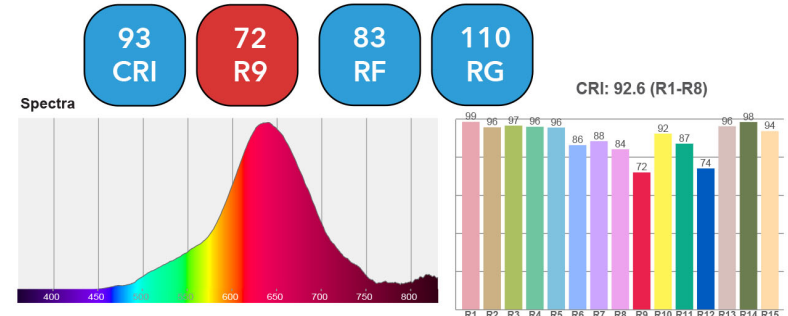 93 72 83 110
CRI R9 RF RG
CRI: 92.6 (R1-R8)
Spectra
99 96 97 96 96 86 88 84 72 92 87 74 96 98 94
400 450 500 550 600 650 700 750 800
R1 R2 R3 R4 R5 R6 R7 R8 R9 R10 R11 R12 R13 R14 R15